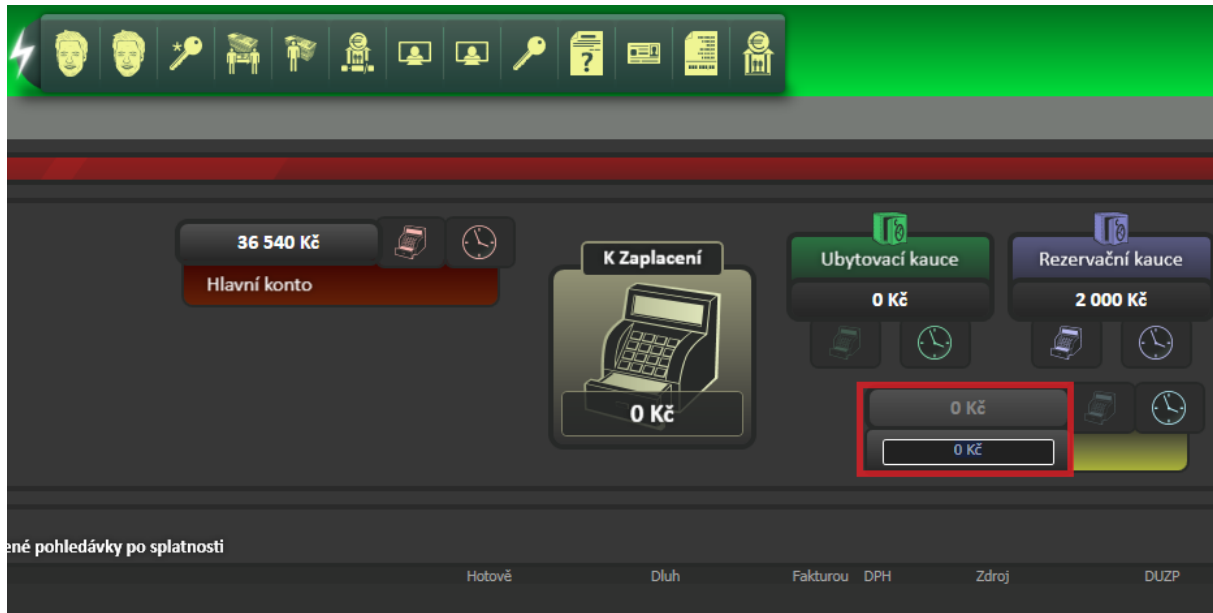 36 540 Kč
Hlavní konto
K Zaplacení
0 Kč
Ubytovací kauce
0 Kč
Rezervační kauce
2 000 Kč
0 Kč
0 Kč
ené pohledávky po splatnosti
Hotově Dluh Fakturou DPH Zdroj DUZP